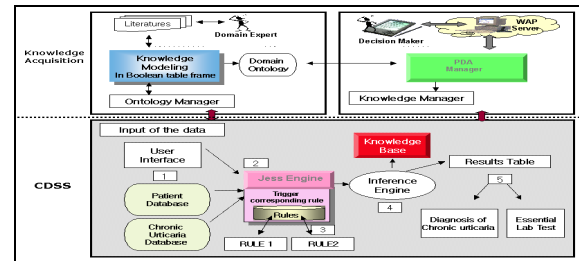 Knowledge
Acquisition
Literatures
Domain Expert
Knowledge
Modeling
In Boolean table frame
Domain
Ontology
Ontology Manager
Decision Maker
WAP
Server
PDA
Manager
Knowledge Manager
CDSS
Input of the data
User
Interface
1
Patient
Database
Chronic
Urticaria
Database
2
Jess Engine
Trigger
corresponding rule
Rules
3
RULE 1
RULE2
Knowledge
Base
Inference
Engine
4
Results Table
5
Diagnosis of
Chronic urticaria
Essential
Lab Test